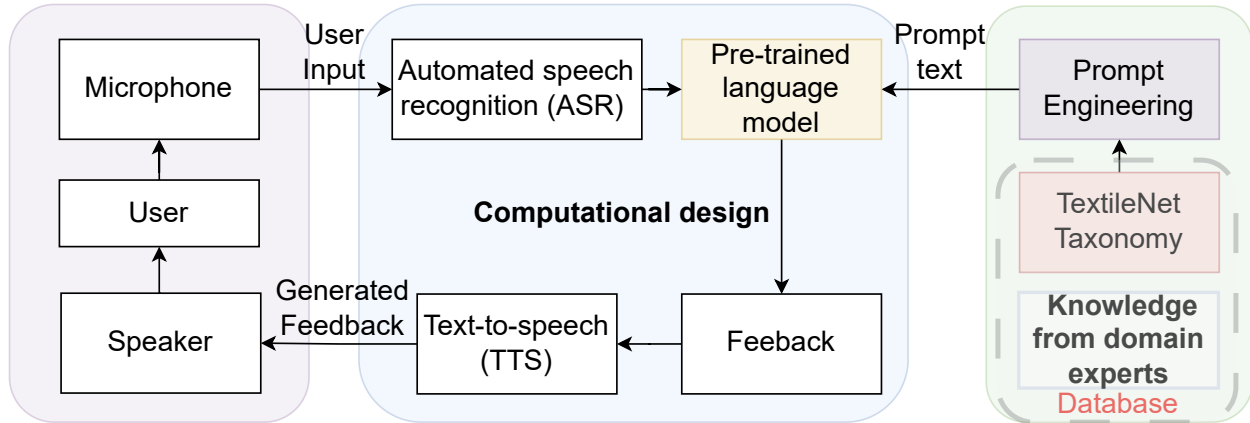 Microphone
User
Speaker
User
Input
Automated speech
recognition (ASR)
Pre-trained
language
model
Computational design
Generated
Feedback
Text-to-speech
(TTS)
Feeback
Prompt
text
Prompt
Engineering
TextileNet
Taxonomy
Knowledge
from domain
experts
Database